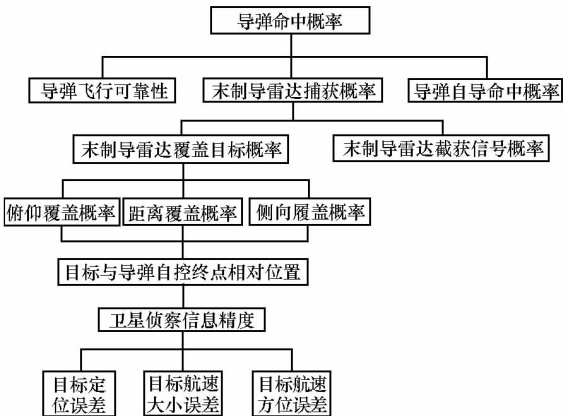 导弹命中概率
导弹飞行可靠性
末制导雷达捕获概率
导弹自导命中概率
末制导雷达覆盖目标概率
末制导雷达截获信号概率
俯仰覆盖概率
距离覆盖概率
侧向履盖概率
目标与导弹自控终点相对位置
卫星侦察信息精度
目标定
位误差
目标航速
大小误差
目标航速
方位误差